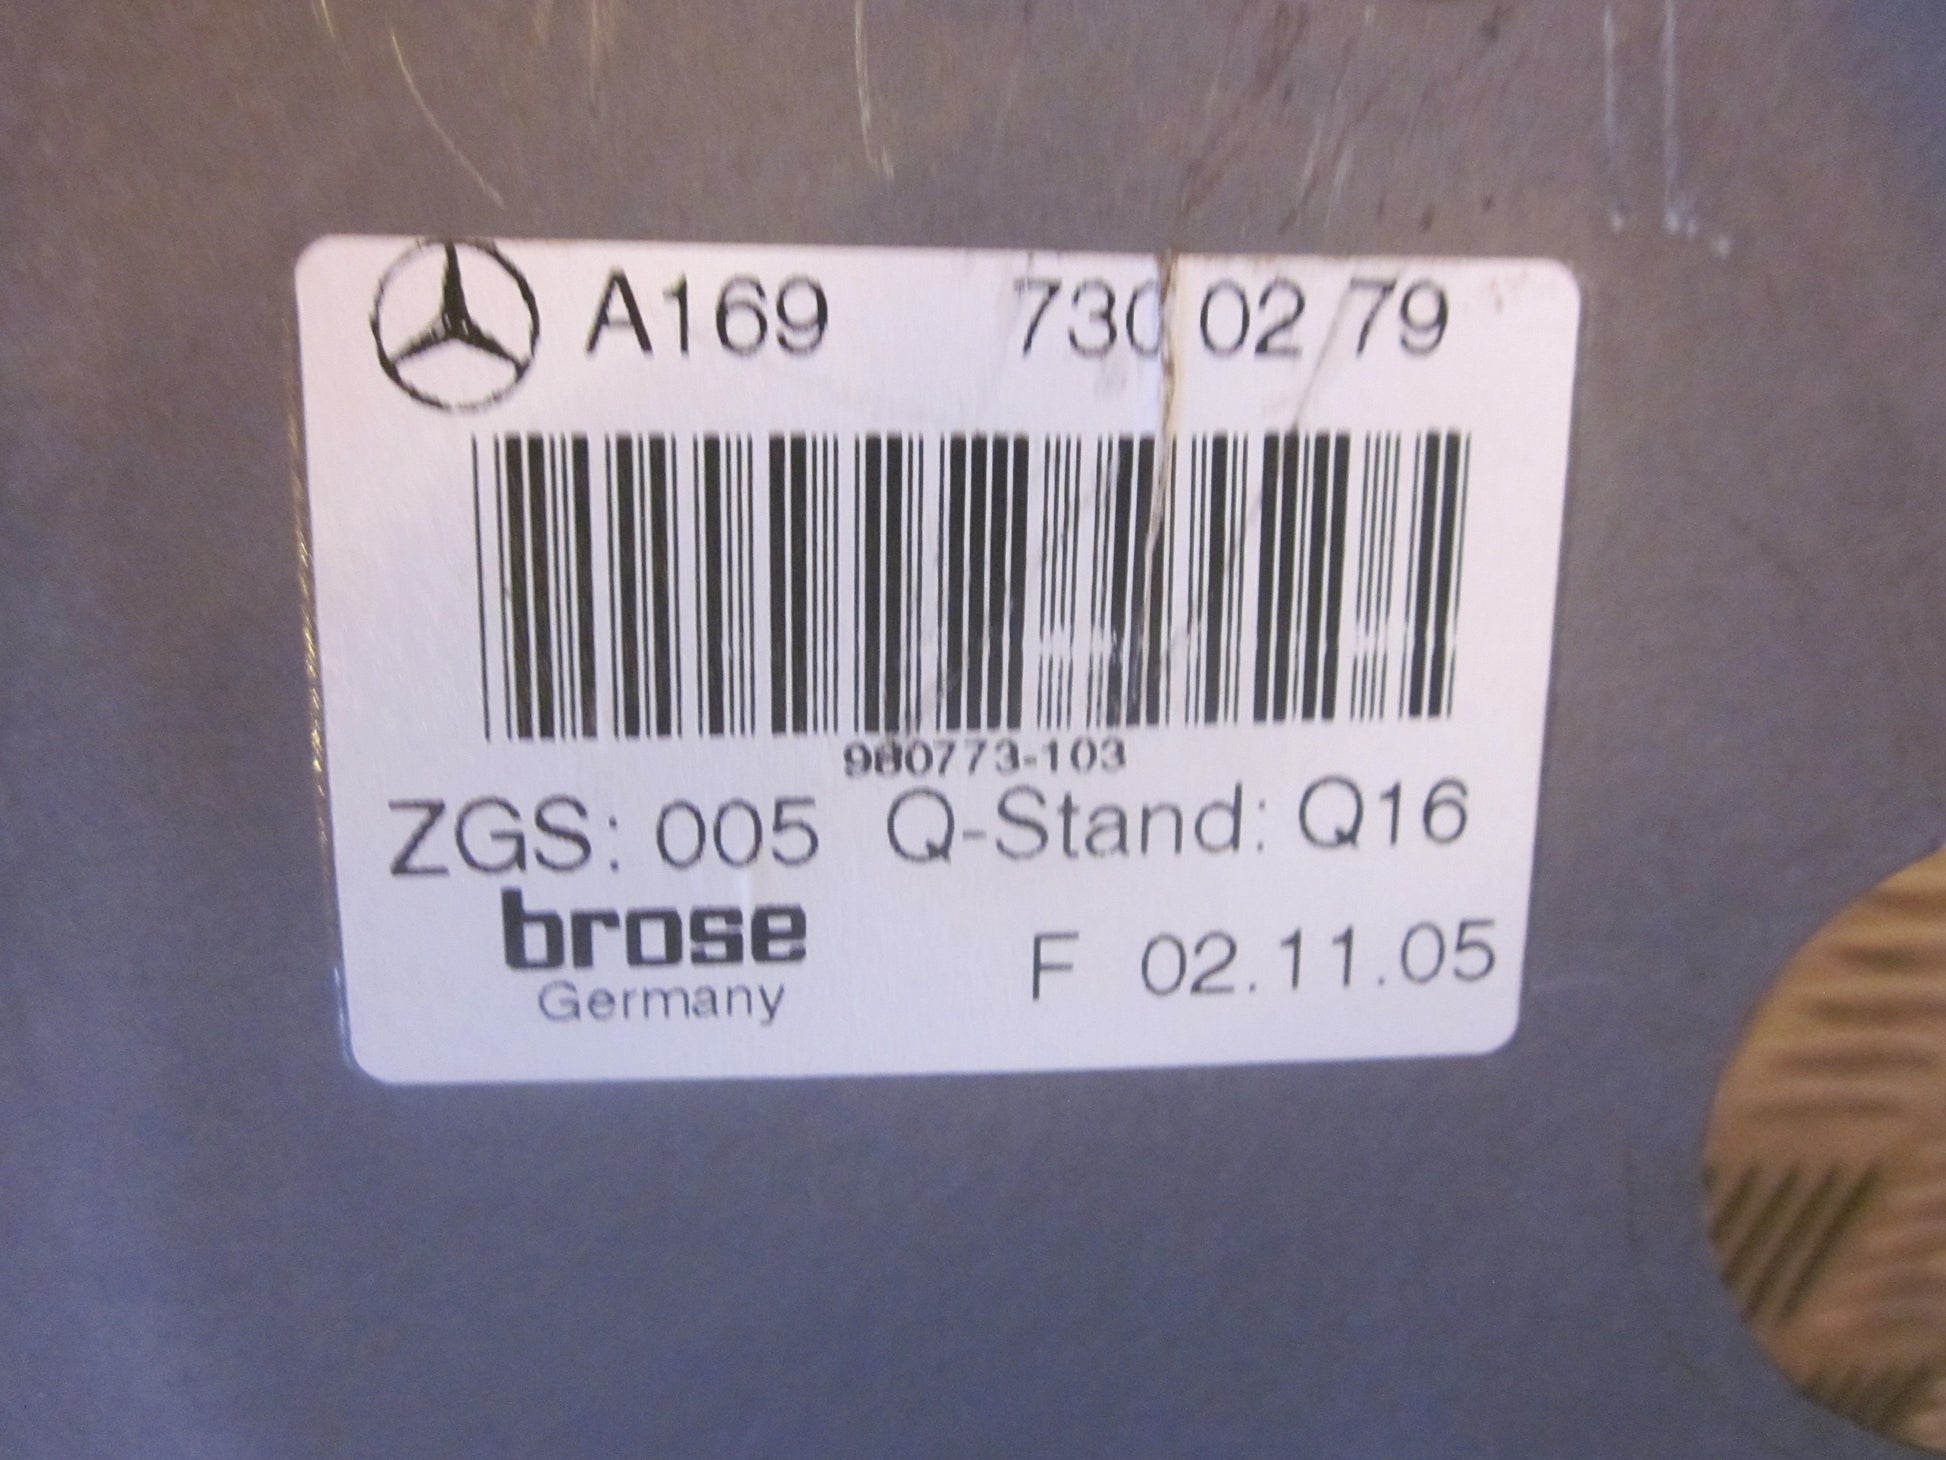 A169 730 02 79
980773-103
ZGS: 005 Q-Stand: Q16
brose
Germany
F 02.11.05